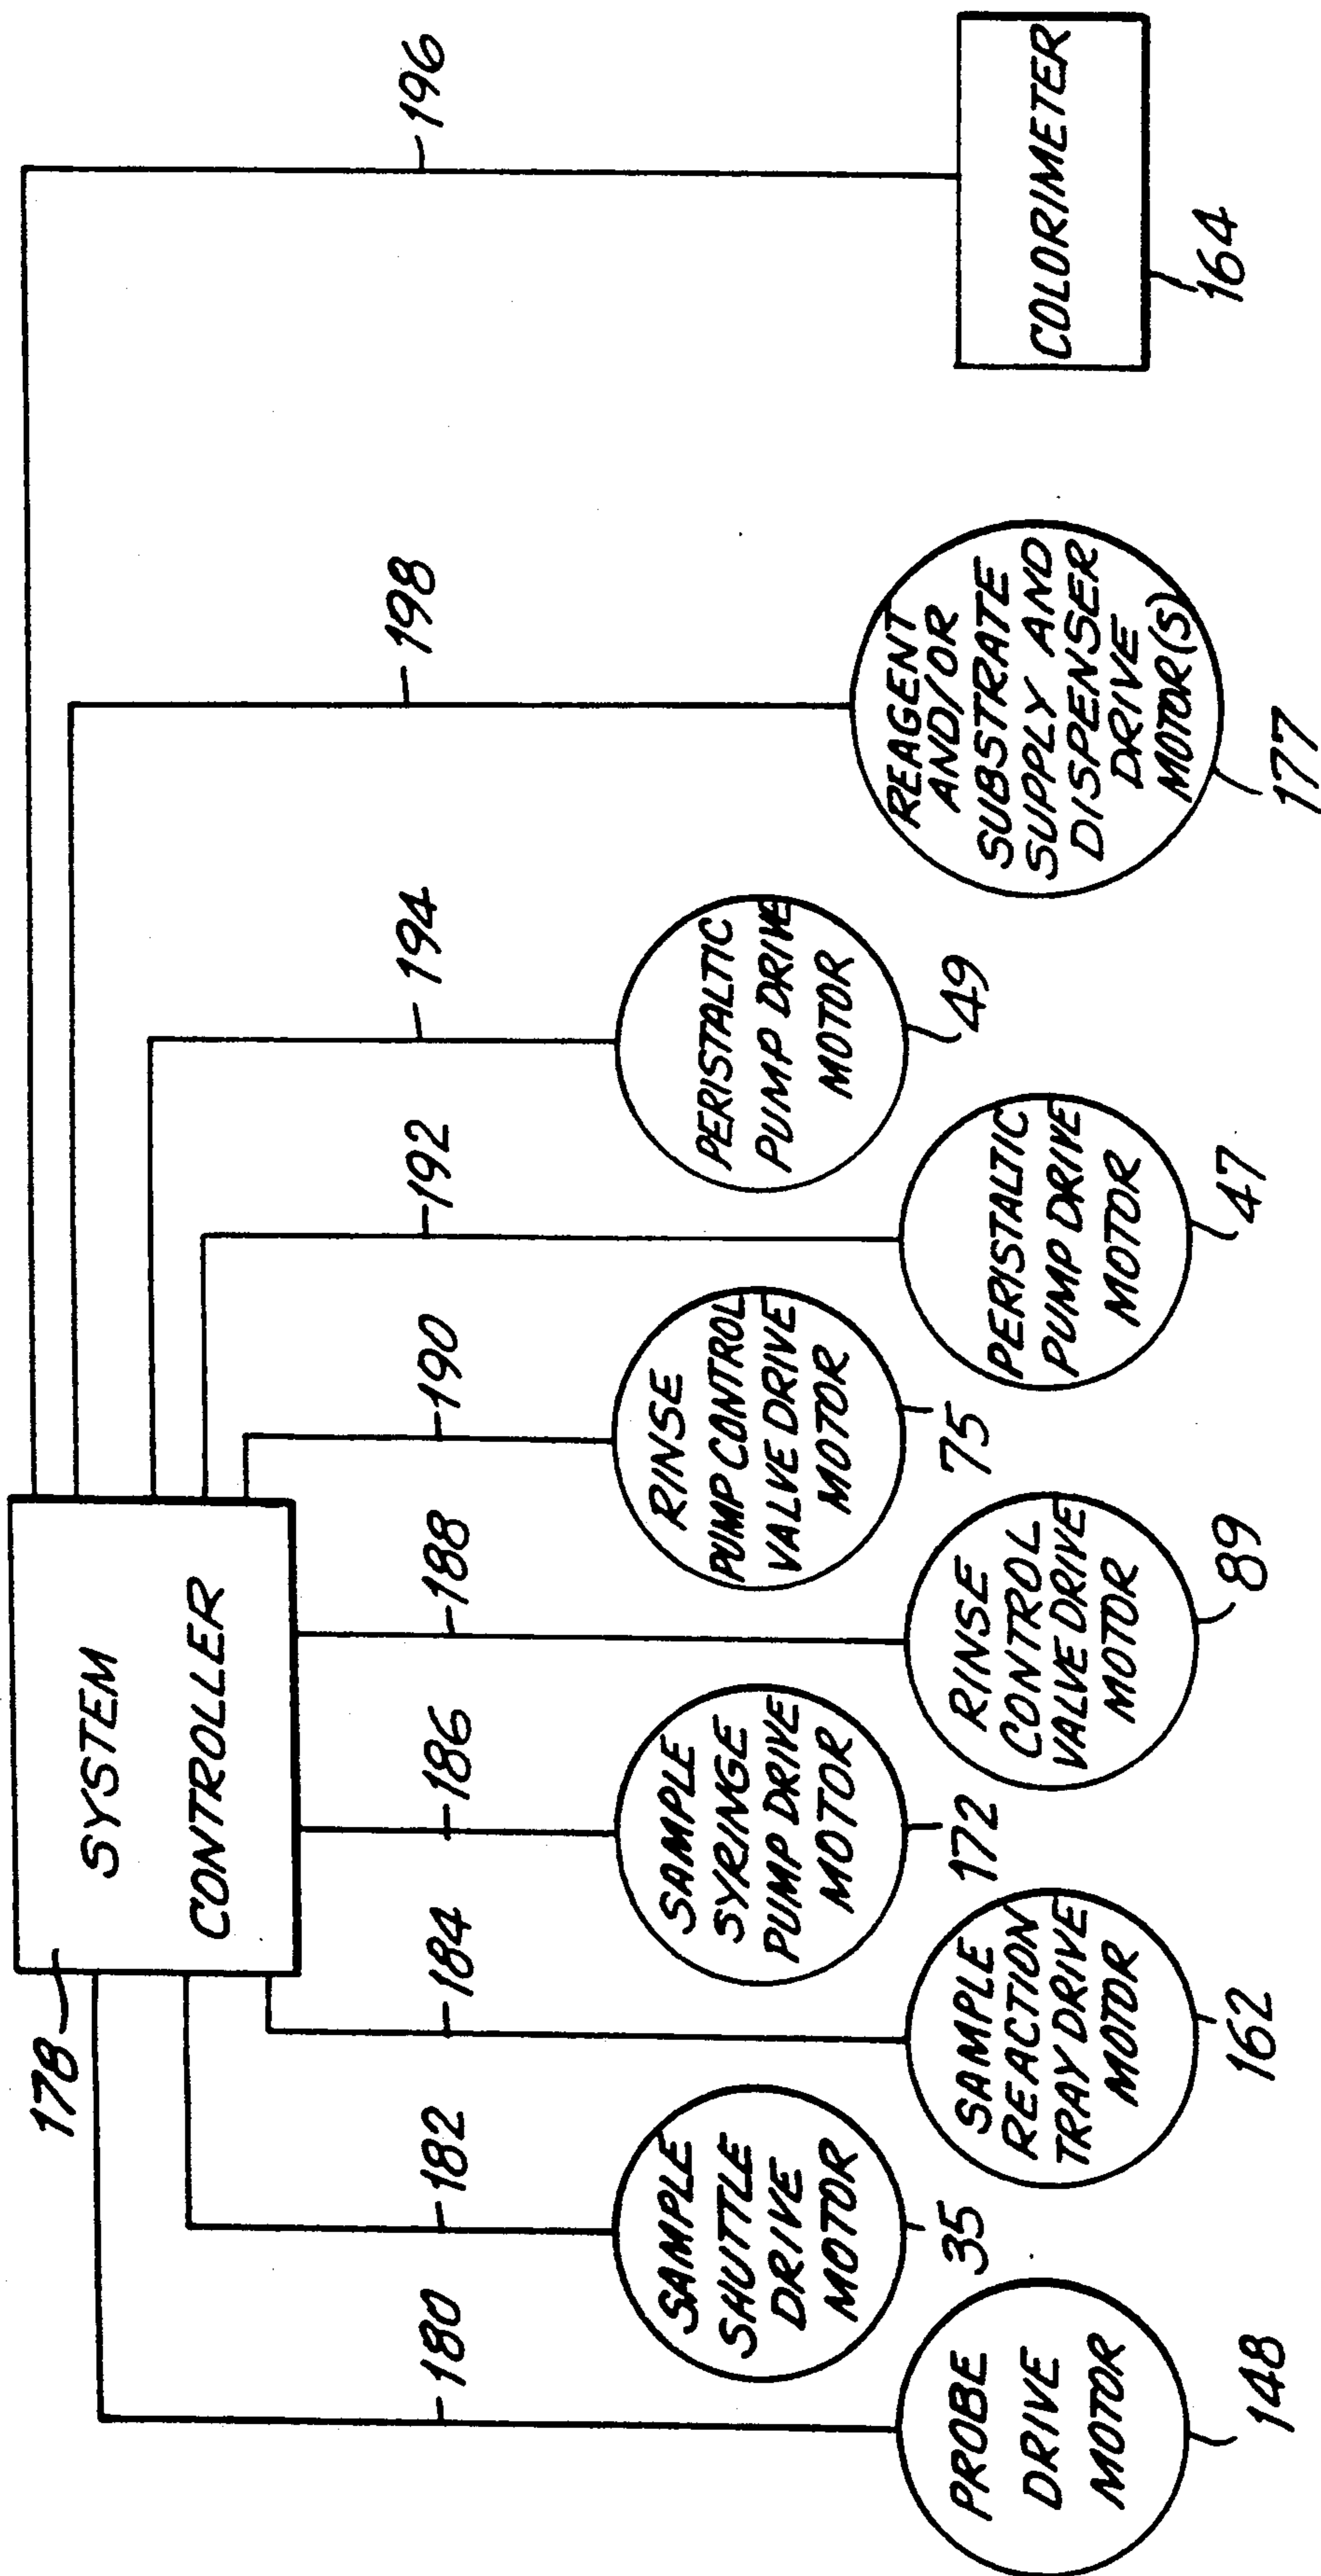 178
SYSTEM
CONTROLLER
180
182
184
186
188
190
192
194
198
196
SAMPLE
SHUTTLE
DRIVE
MOTOR
35
SAMPLE
SYRINGE
PUMP DRIVE
MOTOR
172
RINSE
PUMP CONTROL
VALVE DRIVE
MOTOR
75
PERISTALTIC
PUMP DRIVE
MOTOR
49
PROBE
DRIVE
MOTOR
148
SAMPLE
REACTION
TRAY DRIVE
MOTOR
162
RINSE
CONTROL
VALVE DRIVE
MOTOR
89
PERISTALTIC
PUMP DRIVE
MOTOR
47
REAGENT
AND/OR
SUBSTRATE
SUPPLY AND
DISPENSER
DRIVE
MOTOR(S)
177
COLORIMETER
164